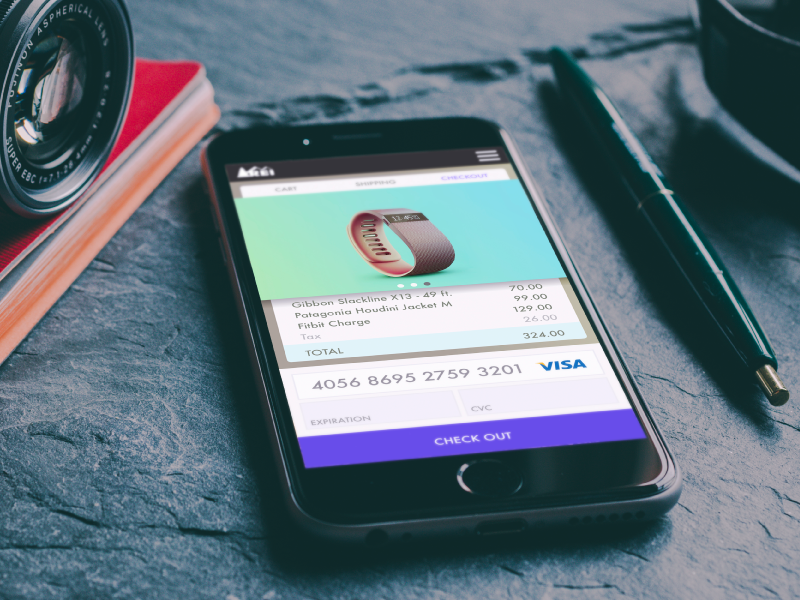 FUJINON ASPHERICAL LENS
SUPER EBC f=7.1-28.4mm
REI
CART SHIPPING CHECKOUT
Gibbon Slackline X13 - 49 ft. 70.00
Patagonia Houdini Jacket M 99.00
Fitbit Charge 129.00
Tax 26.00
TOTAL 324.00
4056 8695 2759 3201 VISA
EXPIRATION CVC
CHECK OUT